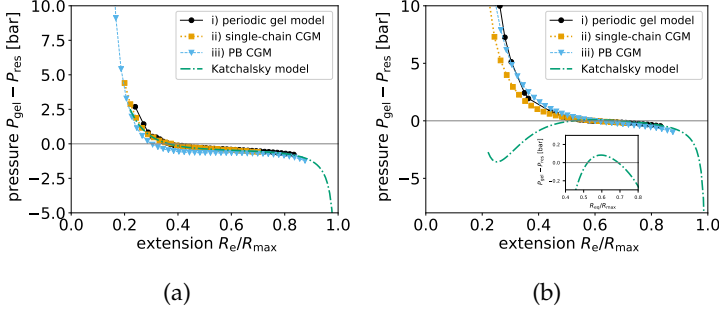 10.0
7.5
5.0
2.5
0.0
−2.5
−5.0
pressure P_gel − P_res [bar]
i) periodic gel model
ii) single-chain CGM
iii) PB CGM
Katchalsky model
0.0 0.2 0.4 0.6 0.8 1.0
extension R_e/R_max
(a)
10
5
0
−5
pressure P_gel − P_res [bar]
i) periodic gel model
ii) single-chain CGM
iii) PB CGM
Katchalsky model
0.2
0.0
−0.2
P_gel − P_res [bar]
0.4 0.5 0.6 0.7 0.8
R_eq/R_max
0.0 0.2 0.4 0.6 0.8 1.0
extension R_e/R_max
(b)